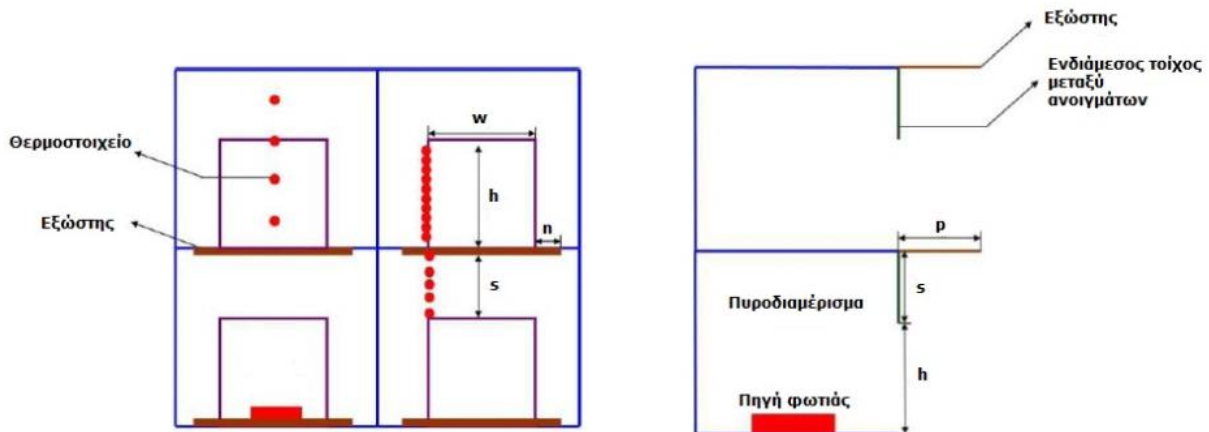 Εξώστης
Ενδιάμεσος τοίχος
μεταξύ
ανοιγμάτων
w
Θερμοστοιχείο
h
Εξώστης
n
p
s
s
Πυροδιαμέρισμα
h
Πηγή φωτιάς